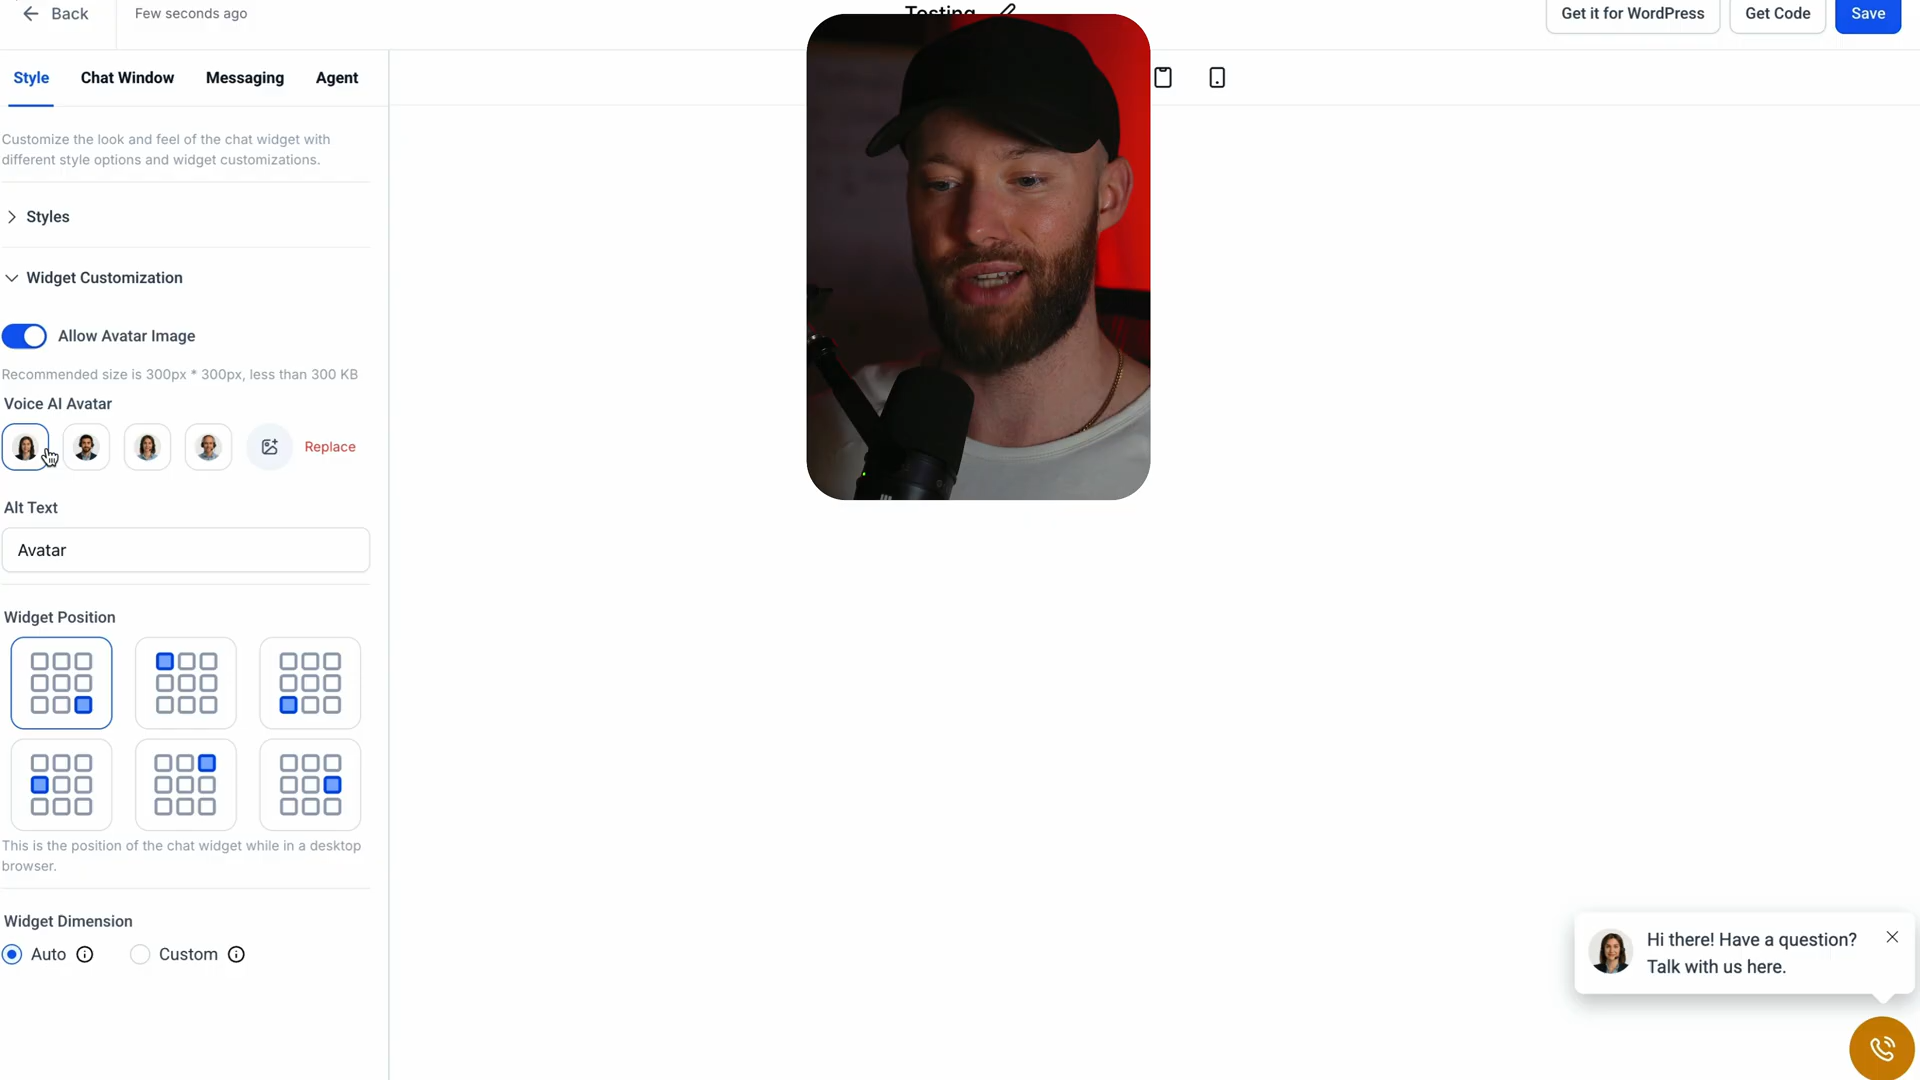 Back
Few seconds ago
Testing
Get it for WordPress
Get Code
Save
Style
Chat Window
Messaging
Agent
Customize the look and feel of the chat widget with
different style options and widget customizations.
Styles
Widget Customization
Allow Avatar Image
Recommended size is 300px * 300px, less than 300 KB
Voice AI Avatar
Replace
Alt Text
Avatar
Widget Position
This is the position of the chat widget while in a desktop
browser.
Widget Dimension
Auto
Custom
Hi there! Have a question?
Talk with us here.